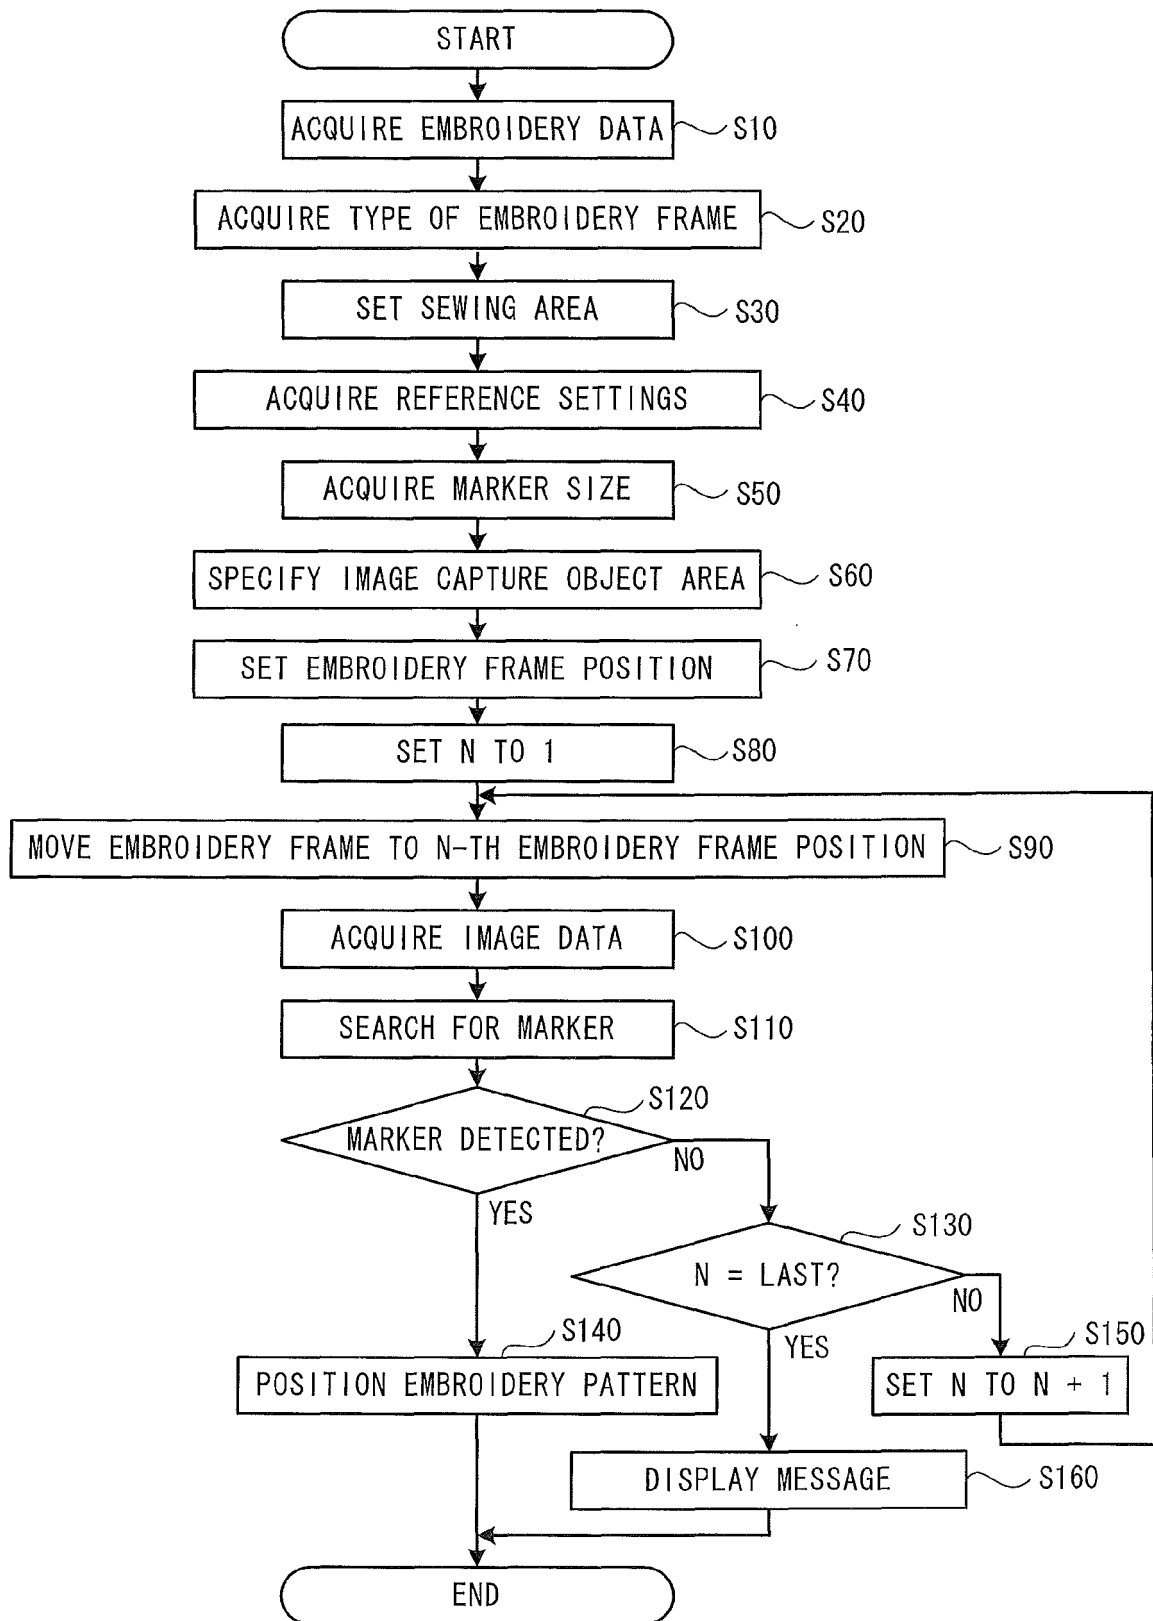 START
ACQUIRE EMBROIDERY DATA
S10
ACQUIRE TYPE OF EMBROIDERY FRAME
S20
SET SEWING AREA
S30
ACQUIRE REFERENCE SETTINGS
S40
ACQUIRE MARKER SIZE
S50
SPECIFY IMAGE CAPTURE OBJECT AREA
S60
SET EMBROIDERY FRAME POSITION
S70
SET N TO 1
S80
MOVE EMBROIDERY FRAME TO N-TH EMBROIDERY FRAME POSITION
S90
ACQUIRE IMAGE DATA
S100
SEARCH FOR MARKER
S110
S120
MARKER DETECTED?
NO
YES
S130
N = LAST?
NO
YES
S140
POSITION EMBROIDERY PATTERN
S150
SET N TO N + 1
DISPLAY MESSAGE
S160
END